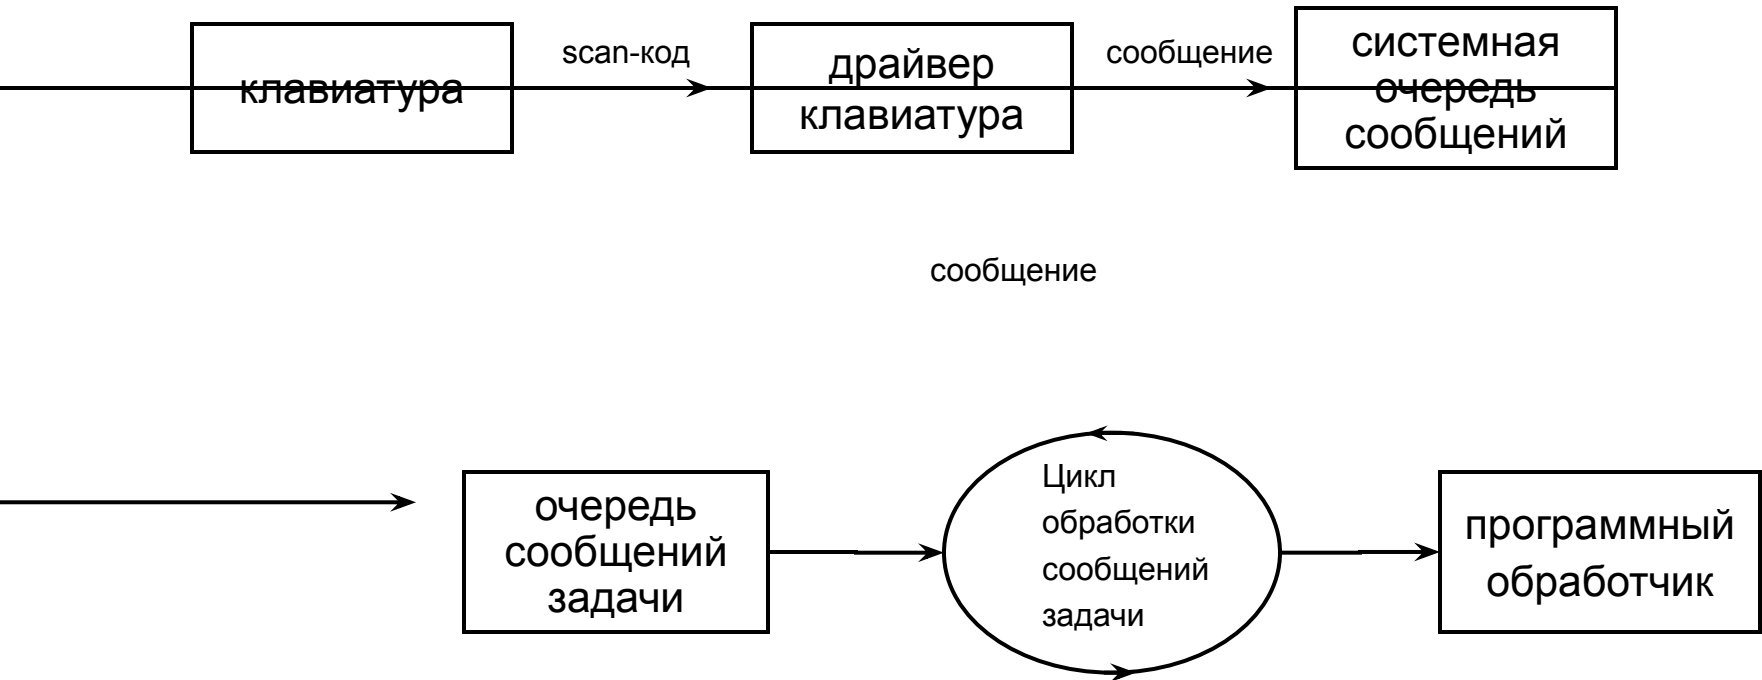 клавиатура
scan-код
драйвер
клавиатура
сообщение
системная
очередь
сообщений
сообщение
очередь
сообщений
задачи
Цикл
обработки
сообщений
задачи
программный
обработчик